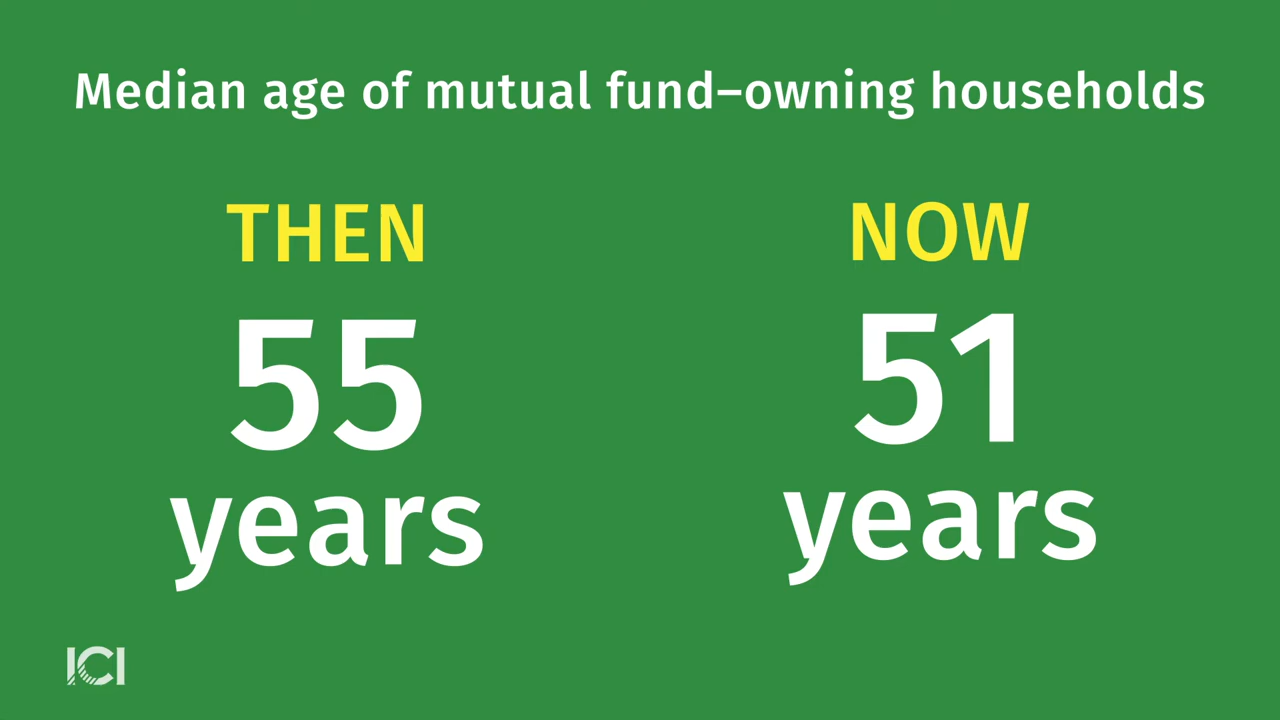 Median age of mutual fund–owning households
THEN
55
years
NOW
51
years
ICI